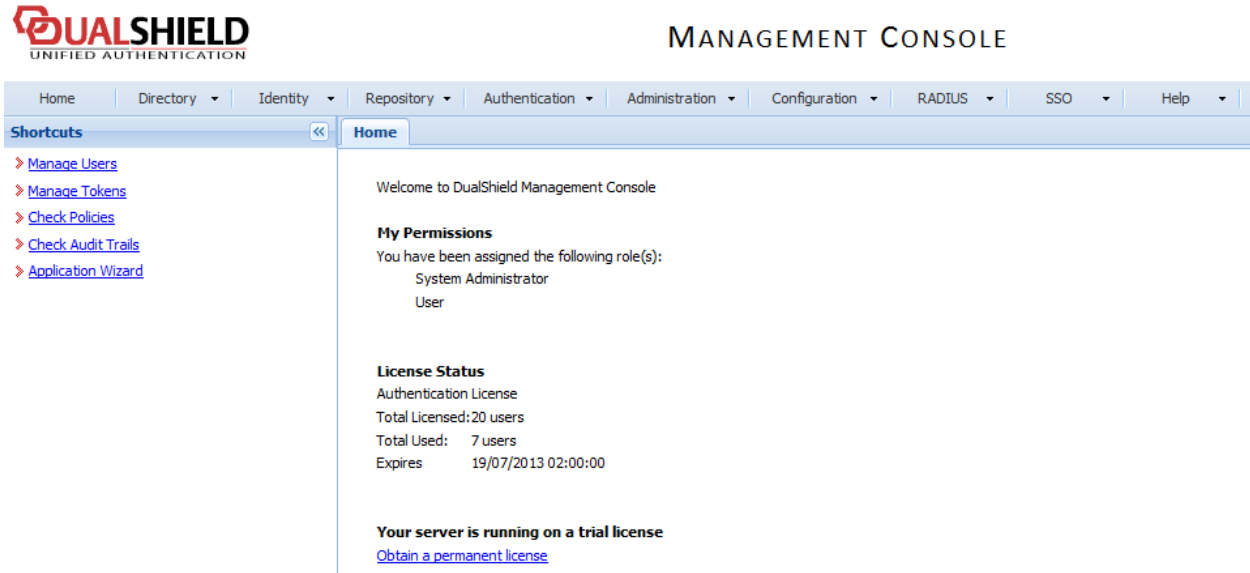 DUALSHIELD
UNIFIED AUTHENTICATION
MANAGEMENT CONSOLE
Home Directory Identity Repository Authentication Administration Configuration RADIUS SSO Help
Shortcuts
Manage Users
Manage Tokens
Check Policies
Check Audit Trails
Application Wizard
Home
Welcome to DualShield Management Console
My Permissions
You have been assigned the following role(s):
System Administrator
User
License Status
Authentication License
Total Licensed: 20 users
Total Used: 7 users
Expires 19/07/2013 02:00:00
Your server is running on a trial license
Obtain a permanent license